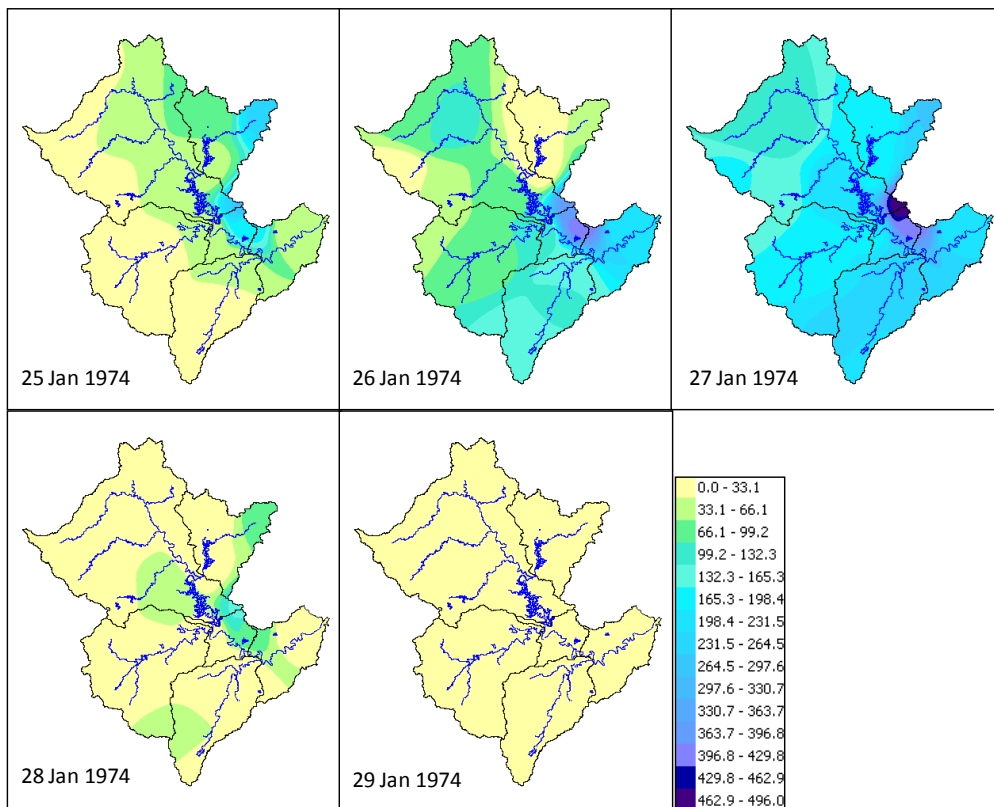 25 Jan 1974
26 Jan 1974
27 Jan 1974
28 Jan 1974
29 Jan 1974
0.0 - 33.1
33.1 - 66.1
66.1 - 99.2
99.2 - 132.3
132.3 - 165.3
165.3 - 198.4
198.4 - 231.5
231.5 - 264.5
264.5 - 297.6
297.6 - 330.7
330.7 - 363.7
363.7 - 396.8
396.8 - 429.8
429.8 - 462.9
462.9 - 496.0